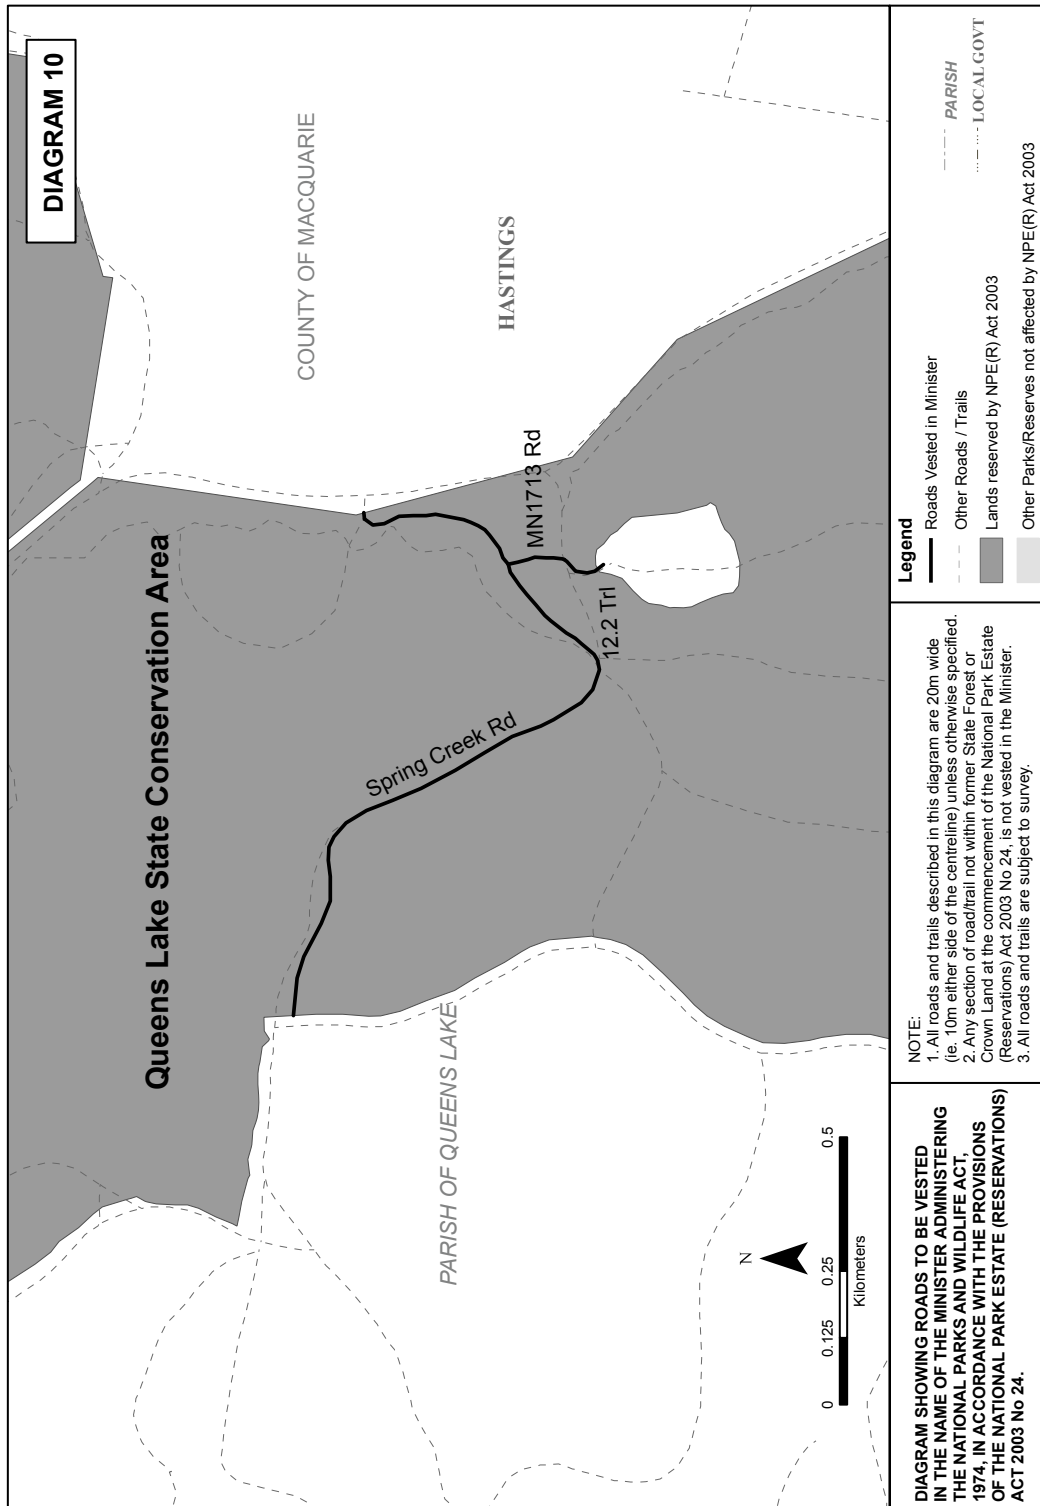 DIAGRAM 10
Queens Lake State Conservation Area
COUNTY OF MACQUARIE
HASTINGS
MN1713 Rd
12.2 Trl
Spring Creek Rd
PARISH OF QUEENS LAKE
N
0 0.125 0.25 0.5
Kilometers
DIAGRAM SHOWING ROADS TO BE VESTED
IN THE NAME OF THE MINISTER ADMINISTERING
THE NATIONAL PARKS AND WILDLIFE ACT,
1974, IN ACCORDANCE WITH THE PROVISIONS
OF THE NATIONAL PARK ESTATE (RESERVATIONS)
ACT 2003 No 24.
NOTE:
1. All roads and trails described in this diagram are 20m wide
(ie. 10m either side of the centreline) unless otherwise specified.
2. Any section of road/trail not within former State Forest or
Crown Land at the commencement of the National Park Estate
(Reservations) Act 2003 No 24, is not vested in the Minister.
3. All roads and trails are subject to survey.
Legend
Roads Vested in Minister
Other Roads / Trails
Lands reserved by NPE(R) Act 2003
Other Parks/Reserves not affected by NPE(R) Act 2003
PARISH
LOCAL GOVT